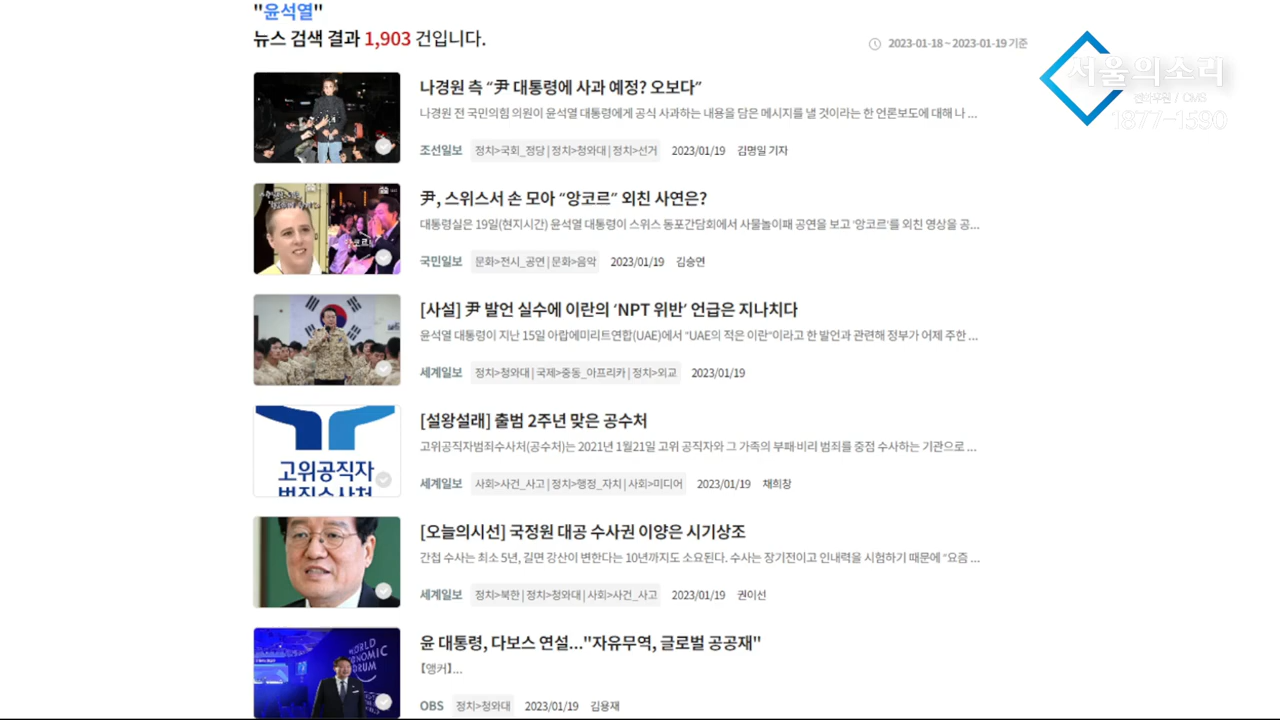 "윤석열"
뉴스 검색 결과 1,903 건입니다.
2023-01-18 ~ 2023-01-19 기준
서울의소리
1877-1580
나경원 측 “尹 대통령에 사과 예정? 오보다”
나경원 전 국민의힘 의원이 윤석열 대통령에게 공식 사과하는 내용을 담은 메시지를 낼 것이라는 한 언론보도에 대해 나 ...
조선일보 정치>국회_정당 | 정치>청와대 | 정치>선거 2023/01/19 김명일 기자
尹, 스위스서 손 모아 “앙코르” 외친 사연은?
대통령실은 19일(현지시간) 윤석열 대통령이 스위스 동포간담회에서 사물놀이패 공연을 보고 '앙코르'를 외친 영상을 공...
앙코르!
국민일보 문화>전시_공연 | 문화>음악 2023/01/19 김승연
[사설] 尹 발언 실수에 이란의 ‘NPT 위반’ 언급은 지나치다
윤석열 대통령이 지난 15일 아랍에미리트연합(UAE)에서 “UAE의 적은 이란”이라고 한 발언과 관련해 정부가 어제 주한 ...
세계일보 정치>청와대 | 국제>중동_아프리카 | 정치>외교 2023/01/19
[설왕설래] 출범 2주년 맞은 공수처
고위공직자범죄수사처(공수처)는 2021년 1월21일 고위 공직자와 그 가족의 부패·비리 범죄를 중점 수사하는 기관으로 ...
고위공직자
범죄수사처
세계일보 사회>사건_사고 | 정치>행정_자치 | 사회>미디어 2023/01/19 채희창
[오늘의시선] 국정원 대공 수사권 이양은 시기상조
간첩 수사는 최소 5년, 길면 강산이 변한다는 10년까지도 소요된다. 수사는 장기전이고 인내력을 시험하기 때문에 “요즘 ...
세계일보 정치>북한 | 정치>청와대 | 사회>사건_사고 2023/01/19 권이선
윤 대통령, 다보스 연설..."자유무역, 글로벌 공공재"
【앵커】...
WORLD
ECONOMIC
FORUM
OBS 정치>청와대 2023/01/19 김용재